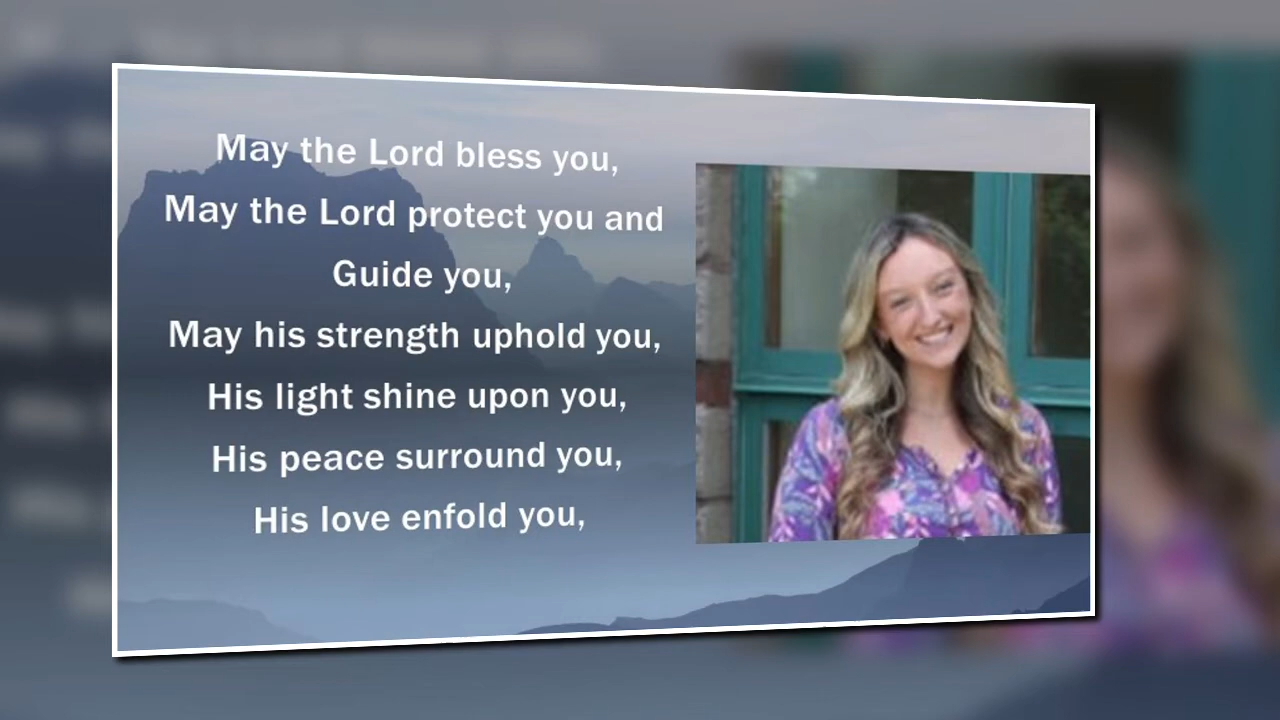 May the Lord bless you,
May the Lord protect you and
Guide you,
May his strength uphold you,
His light shine upon you,
His peace surround you,
His love enfold you,